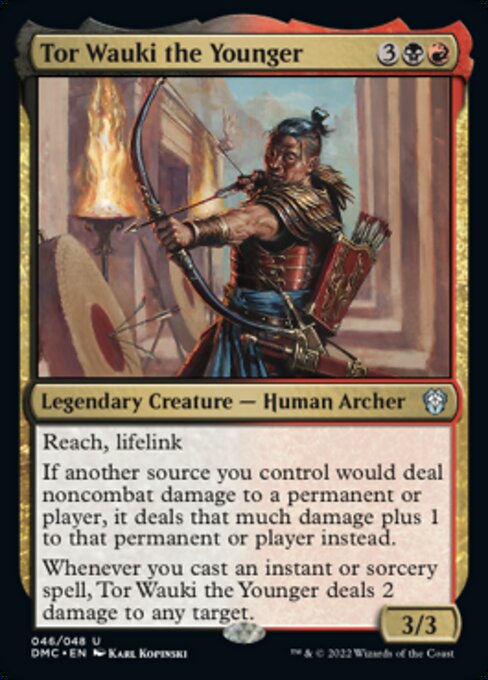 Tor Wauki the Younger 3
Legendary Creature — Human Archer
Reach, lifelink
If another source you control would deal
noncombat damage to a permanent or
player, it deals that much damage plus 1
to that permanent or player instead.
Whenever you cast an instant or sorcery
spell, Tor Wauki the Younger deals 2
damage to any target.
3/3
046/048 U
DMC • EN Karl Kopinski
™ & © 2022 Wizards of the Coast